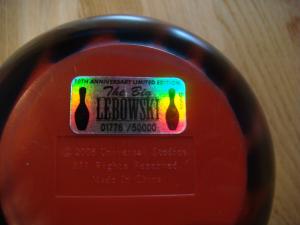 10TH ANNIVERSARY LIMITED EDITION
The Big
LEBOWSKI
01776 /50000
© 2008 Universal Studios
All Rights Reserved
Made In China